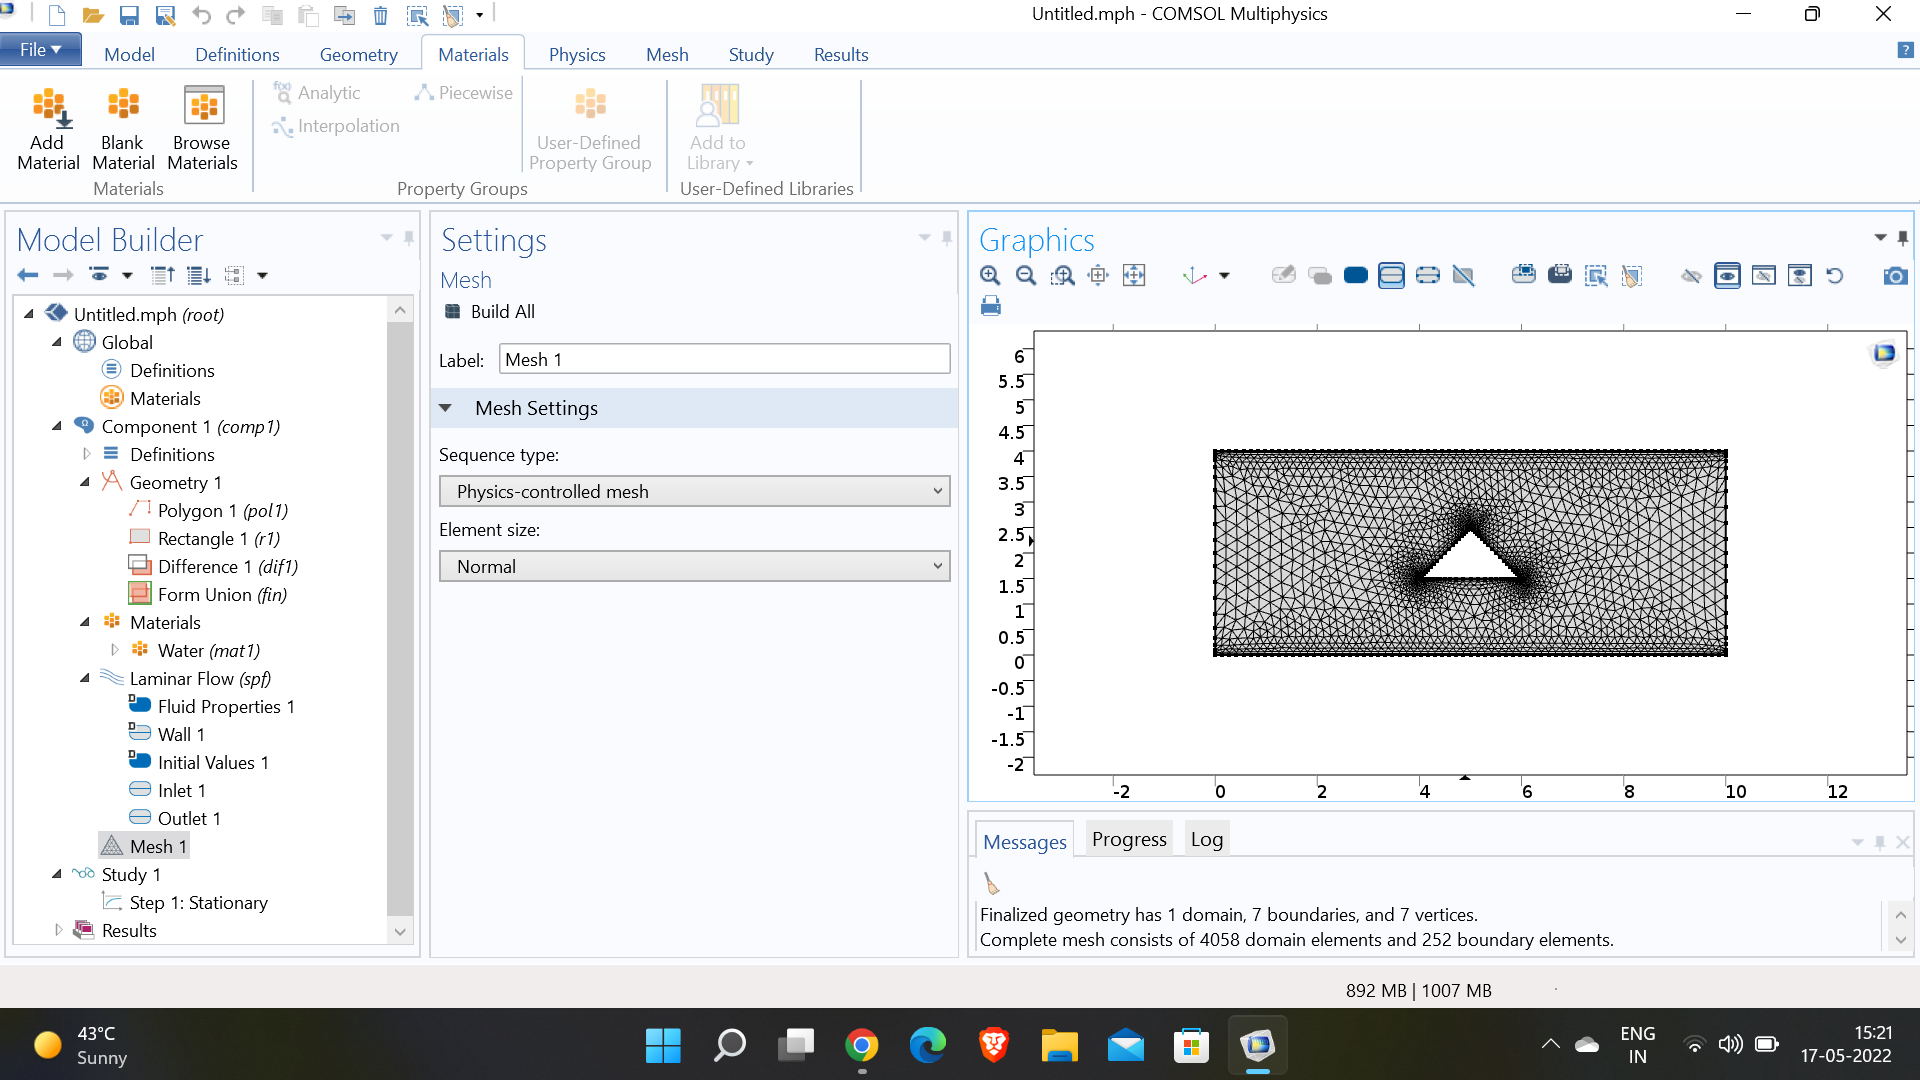 Untitled.mph - COMSOL Multiphysics
File
Model
Definitions
Geometry
Materials
Physics
Mesh
Study
Results
?
Add Material
Blank Material
Browse Materials
Materials
f(x) Analytic
Interpolation
Piecewise
User-Defined Property Group
Property Groups
Add to Library
User-Defined Libraries
Model Builder
Untitled.mph (root)
Global
Definitions
Materials
Component 1 (comp1)
Definitions
Geometry 1
Polygon 1 (pol1)
Rectangle 1 (r1)
Difference 1 (dif1)
Form Union (fin)
Materials
Water (mat1)
Laminar Flow (spf)
D Fluid Properties 1
D Wall 1
D Initial Values 1
Inlet 1
Outlet 1
Mesh 1
Study 1
Step 1: Stationary
Results
Settings
Mesh
Build All
Label: Mesh 1
Mesh Settings
Sequence type:
Physics-controlled mesh
Element size:
Normal
Graphics
6
5.5
5
4.5
4
3.5
3
2.5
2
1.5
1
0.5
0
-0.5
-1
-1.5
-2
-2 0 2 4 6 8 10 12
Messages
Progress
Log
Finalized geometry has 1 domain, 7 boundaries, and 7 vertices.
Complete mesh consists of 4058 domain elements and 252 boundary elements.
892 MB | 1007 MB
43°C
Sunny
ENG
IN
15:21
17-05-2022